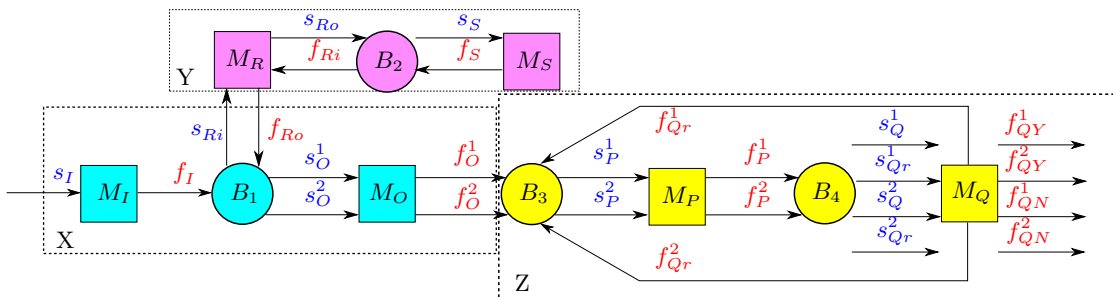 s_{Ro} s_S
M_R f_{Ri} B_2 f_S M_S
Y
s_{Ri} f_{Ro} f^1_{Qr} s^1_Q f^1_{QY}
s_I f_I s^1_O f^1_O s^1_P f^1_P s^1_{Qr} f^2_{QY}
M_I B_1 M_O B_3 M_P B_4 M_Q
s^2_O f^2_O s^2_P f^2_P s^2_Q f^1_{QN}
X f^2_{Qr} s^2_{Qr} f^2_{QN}
Z